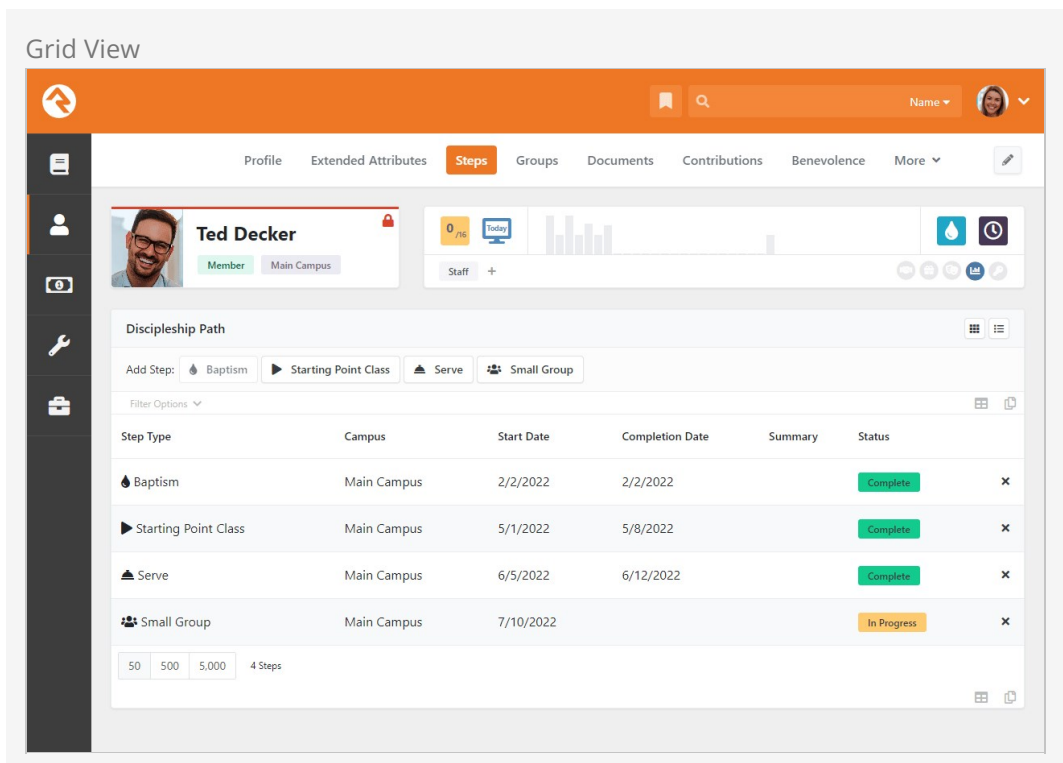 Grid View
Name
Profile Extended Attributes Steps Groups Documents Contributions Benevolence More
Ted Decker
Member Main Campus
0 /16 Today
Staff +
Discipleship Path
Add Step: Baptism Starting Point Class Serve Small Group
Filter Options
Step Type Campus Start Date Completion Date Summary Status
Baptism Main Campus 2/2/2022 2/2/2022 Complete
Starting Point Class Main Campus 5/1/2022 5/8/2022 Complete
Serve Main Campus 6/5/2022 6/12/2022 Complete
Small Group Main Campus 7/10/2022 In Progress
50 500 5,000 4 Steps